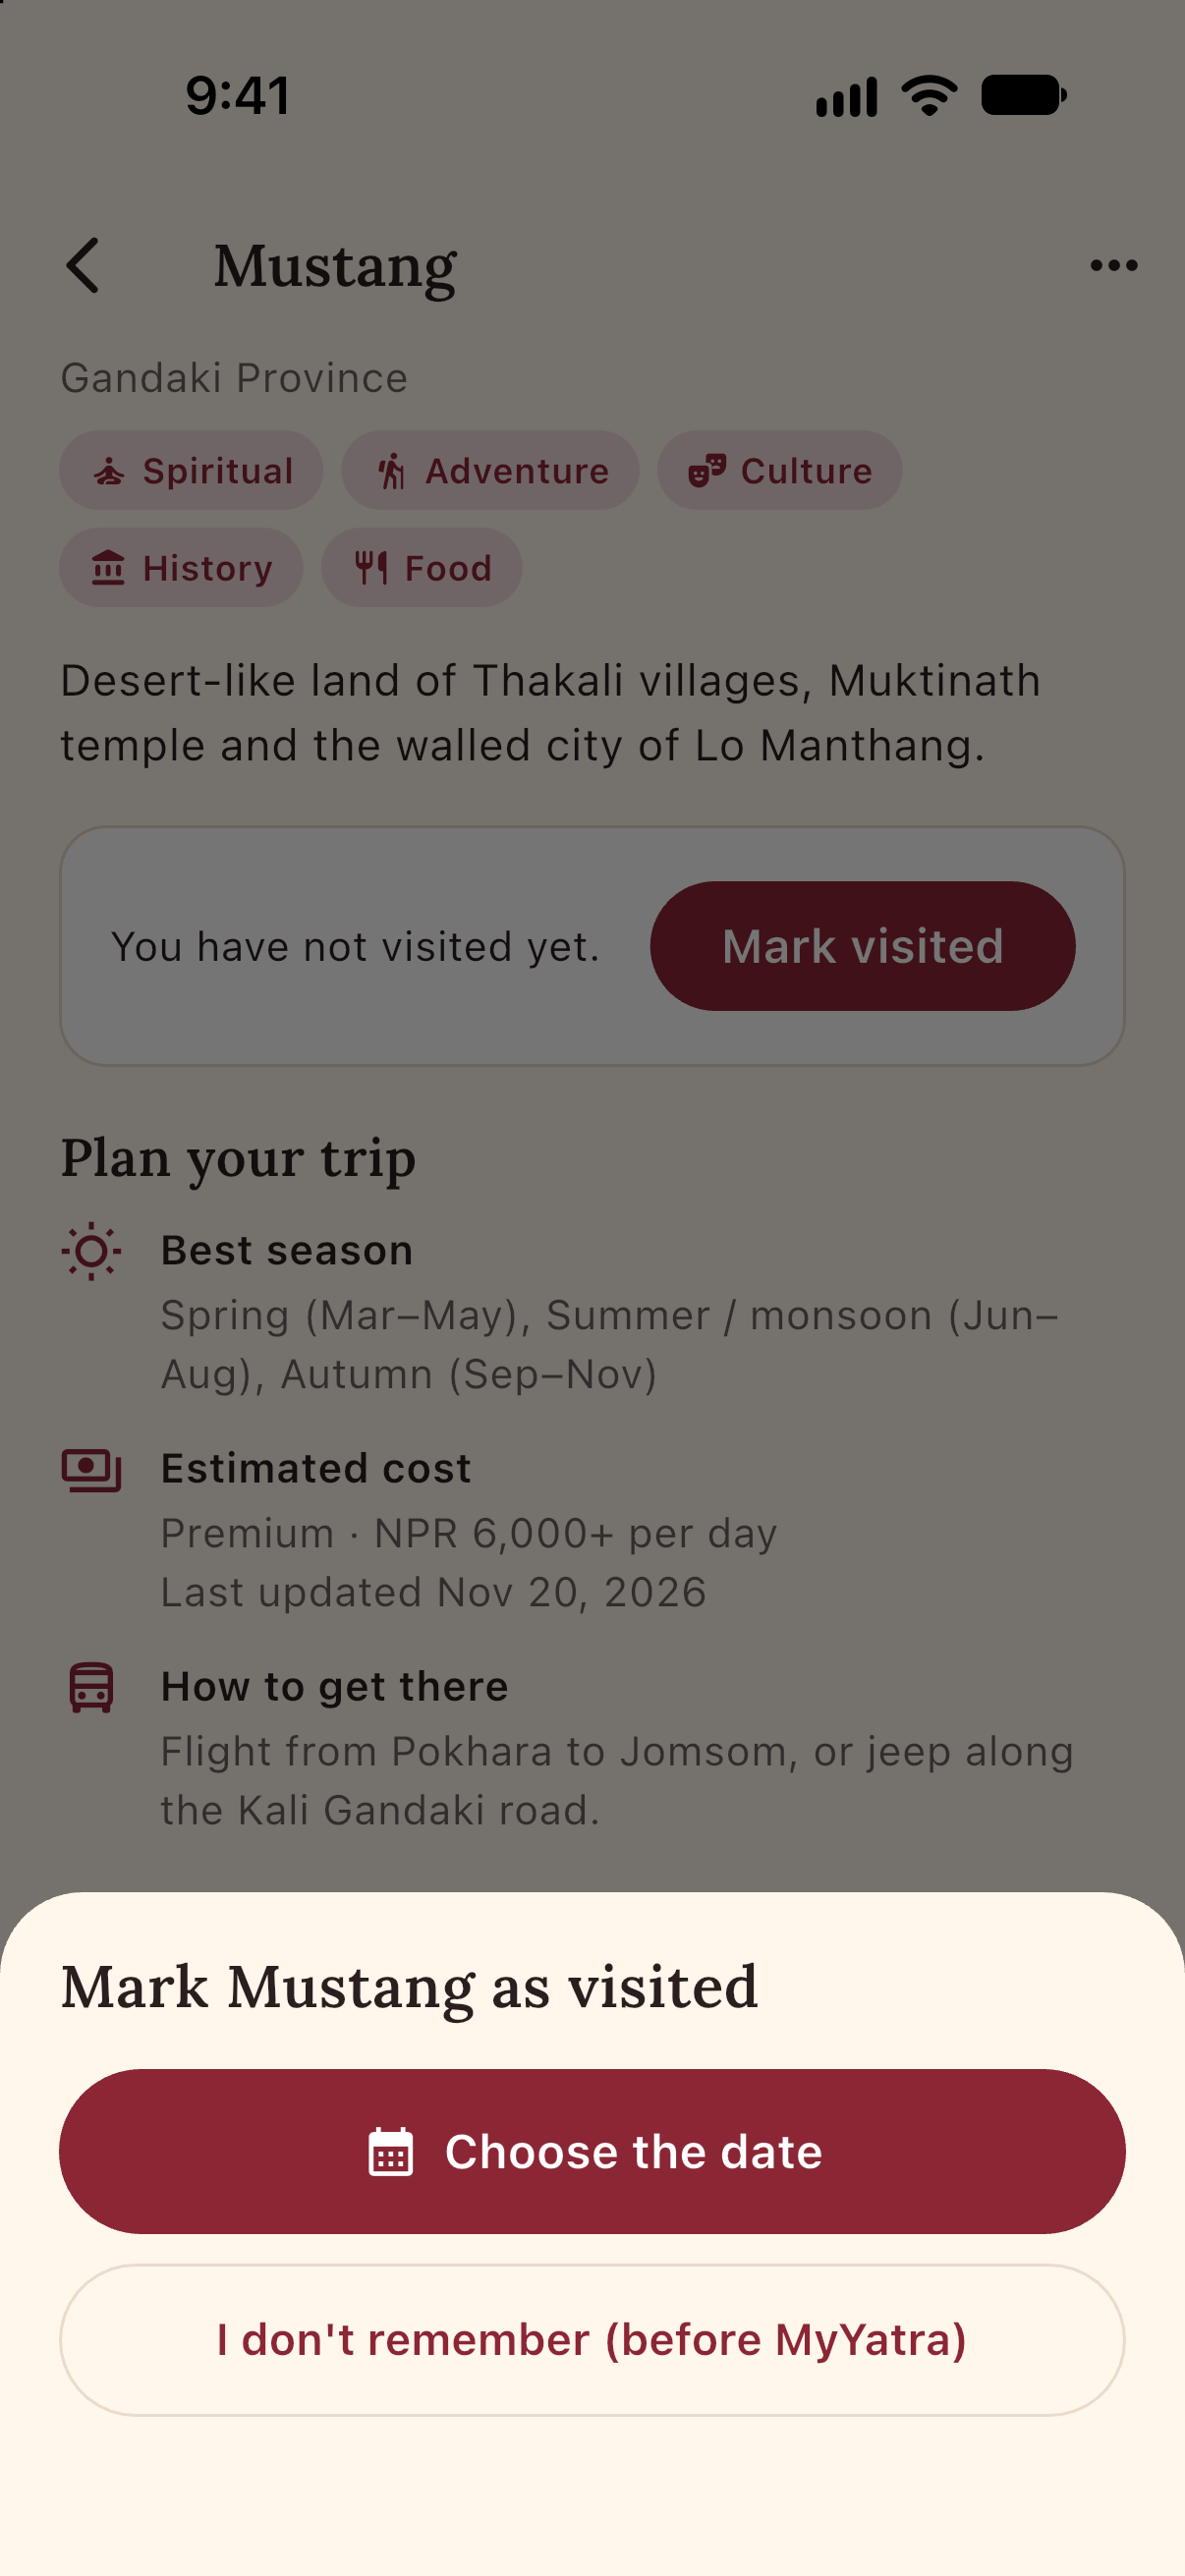 9:41
Mustang
Gandaki Province
Spiritual
Adventure
Culture
History
Food
Desert-like land of Thakali villages, Muktinath
temple and the walled city of Lo Manthang.
You have not visited yet.
Mark visited
Plan your trip
Best season
Spring (Mar–May), Summer / monsoon (Jun–
Aug), Autumn (Sep–Nov)
Estimated cost
Premium · NPR 6,000+ per day
Last updated Nov 20, 2026
How to get there
Flight from Pokhara to Jomsom, or jeep along
the Kali Gandaki road.
Mark Mustang as visited
Choose the date
I don't remember (before MyYatra)